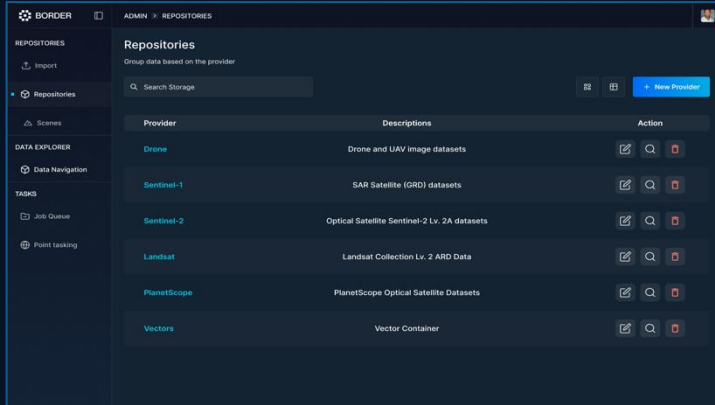 BORDER
ADMIN > REPOSITORIES
REPOSITORIES
Import
Repositories
Scenes
DATA EXPLORER
Data Navigation
TASKS
Job Queue
Point tasking
Repositories
Group data based on the provider
Search Storage
+ New Provider
Provider Descriptions Action
Drone Drone and UAV image datasets
Sentinel-1 SAR Satellite (GRD) datasets
Sentinel-2 Optical Satellite Sentinel-2 Lv. 2A datasets
Landsat Landsat Collection Lv. 2 ARD Data
PlanetScope PlanetScope Optical Satellite Datasets
Vectors Vector Container